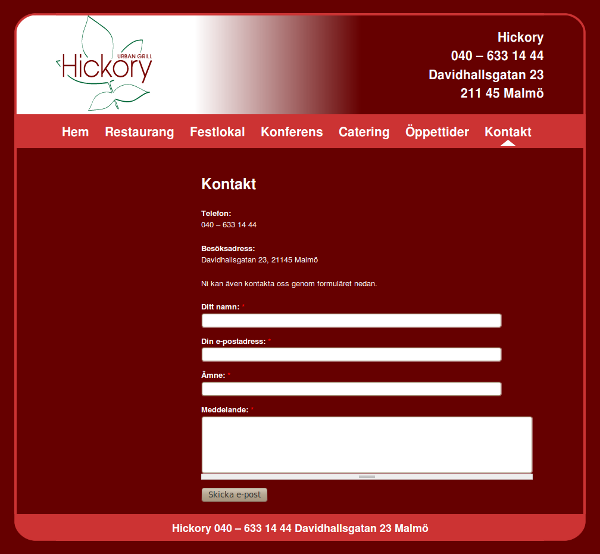 URBAN GRILL
Hickory
Hickory
040 – 633 14 44
Davidhallsgatan 23
211 45 Malmö
Hem Restaurang Festlokal Konferens Catering Öppettider Kontakt
Kontakt
Telefon:
040 – 633 14 44
Besöksadress:
Davidhallsgatan 23, 21145 Malmö
Ni kan även kontakta oss genom formuläret nedan.
Ditt namn: *
Din e-postadress: *
Ämne: *
Meddelande: *
Skicka e-post
Hickory 040 – 633 14 44 Davidhallsgatan 23 Malmö